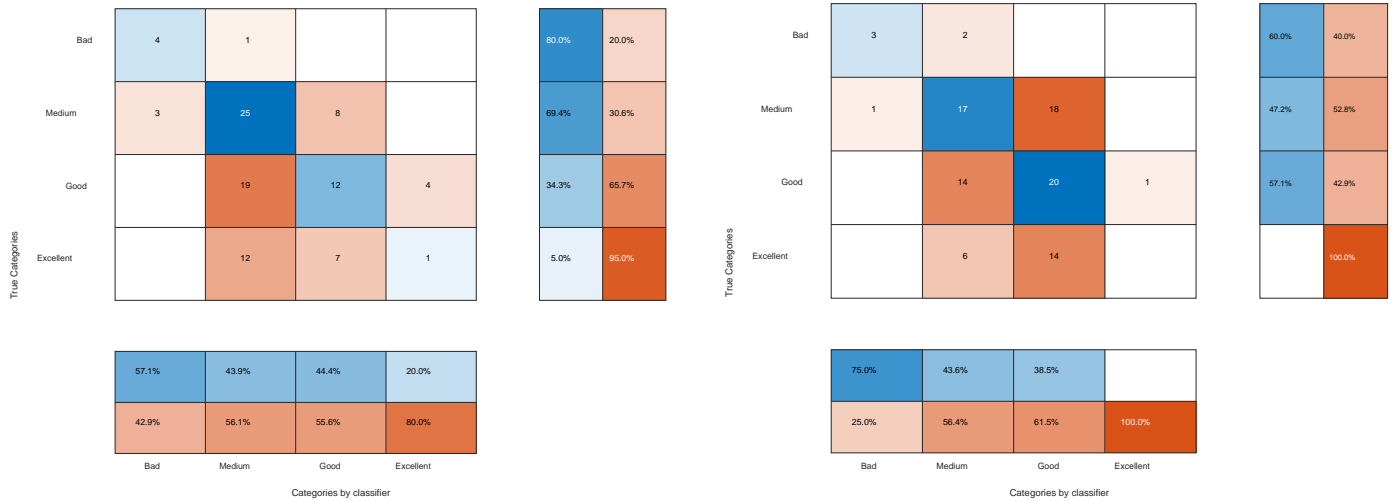 Bad 4 1 80.0% 20.0%
Medium 3 25 8 69.4% 30.6%
Good 19 12 4 34.3% 65.7%
Excellent 12 7 1 5.0% 95.0%
True Categories
57.1% 43.9% 44.4% 20.0%
42.9% 56.1% 55.6% 80.0%
Bad Medium Good Excellent
Categories by classifier
Bad 3 2 60.0% 40.0%
Medium 1 17 18 47.2% 52.8%
Good 14 20 1 57.1% 42.9%
Excellent 6 14 100.0%
True Categories
75.0% 43.6% 38.5%
25.0% 56.4% 61.5% 100.0%
Bad Medium Good Excellent
Categories by classifier